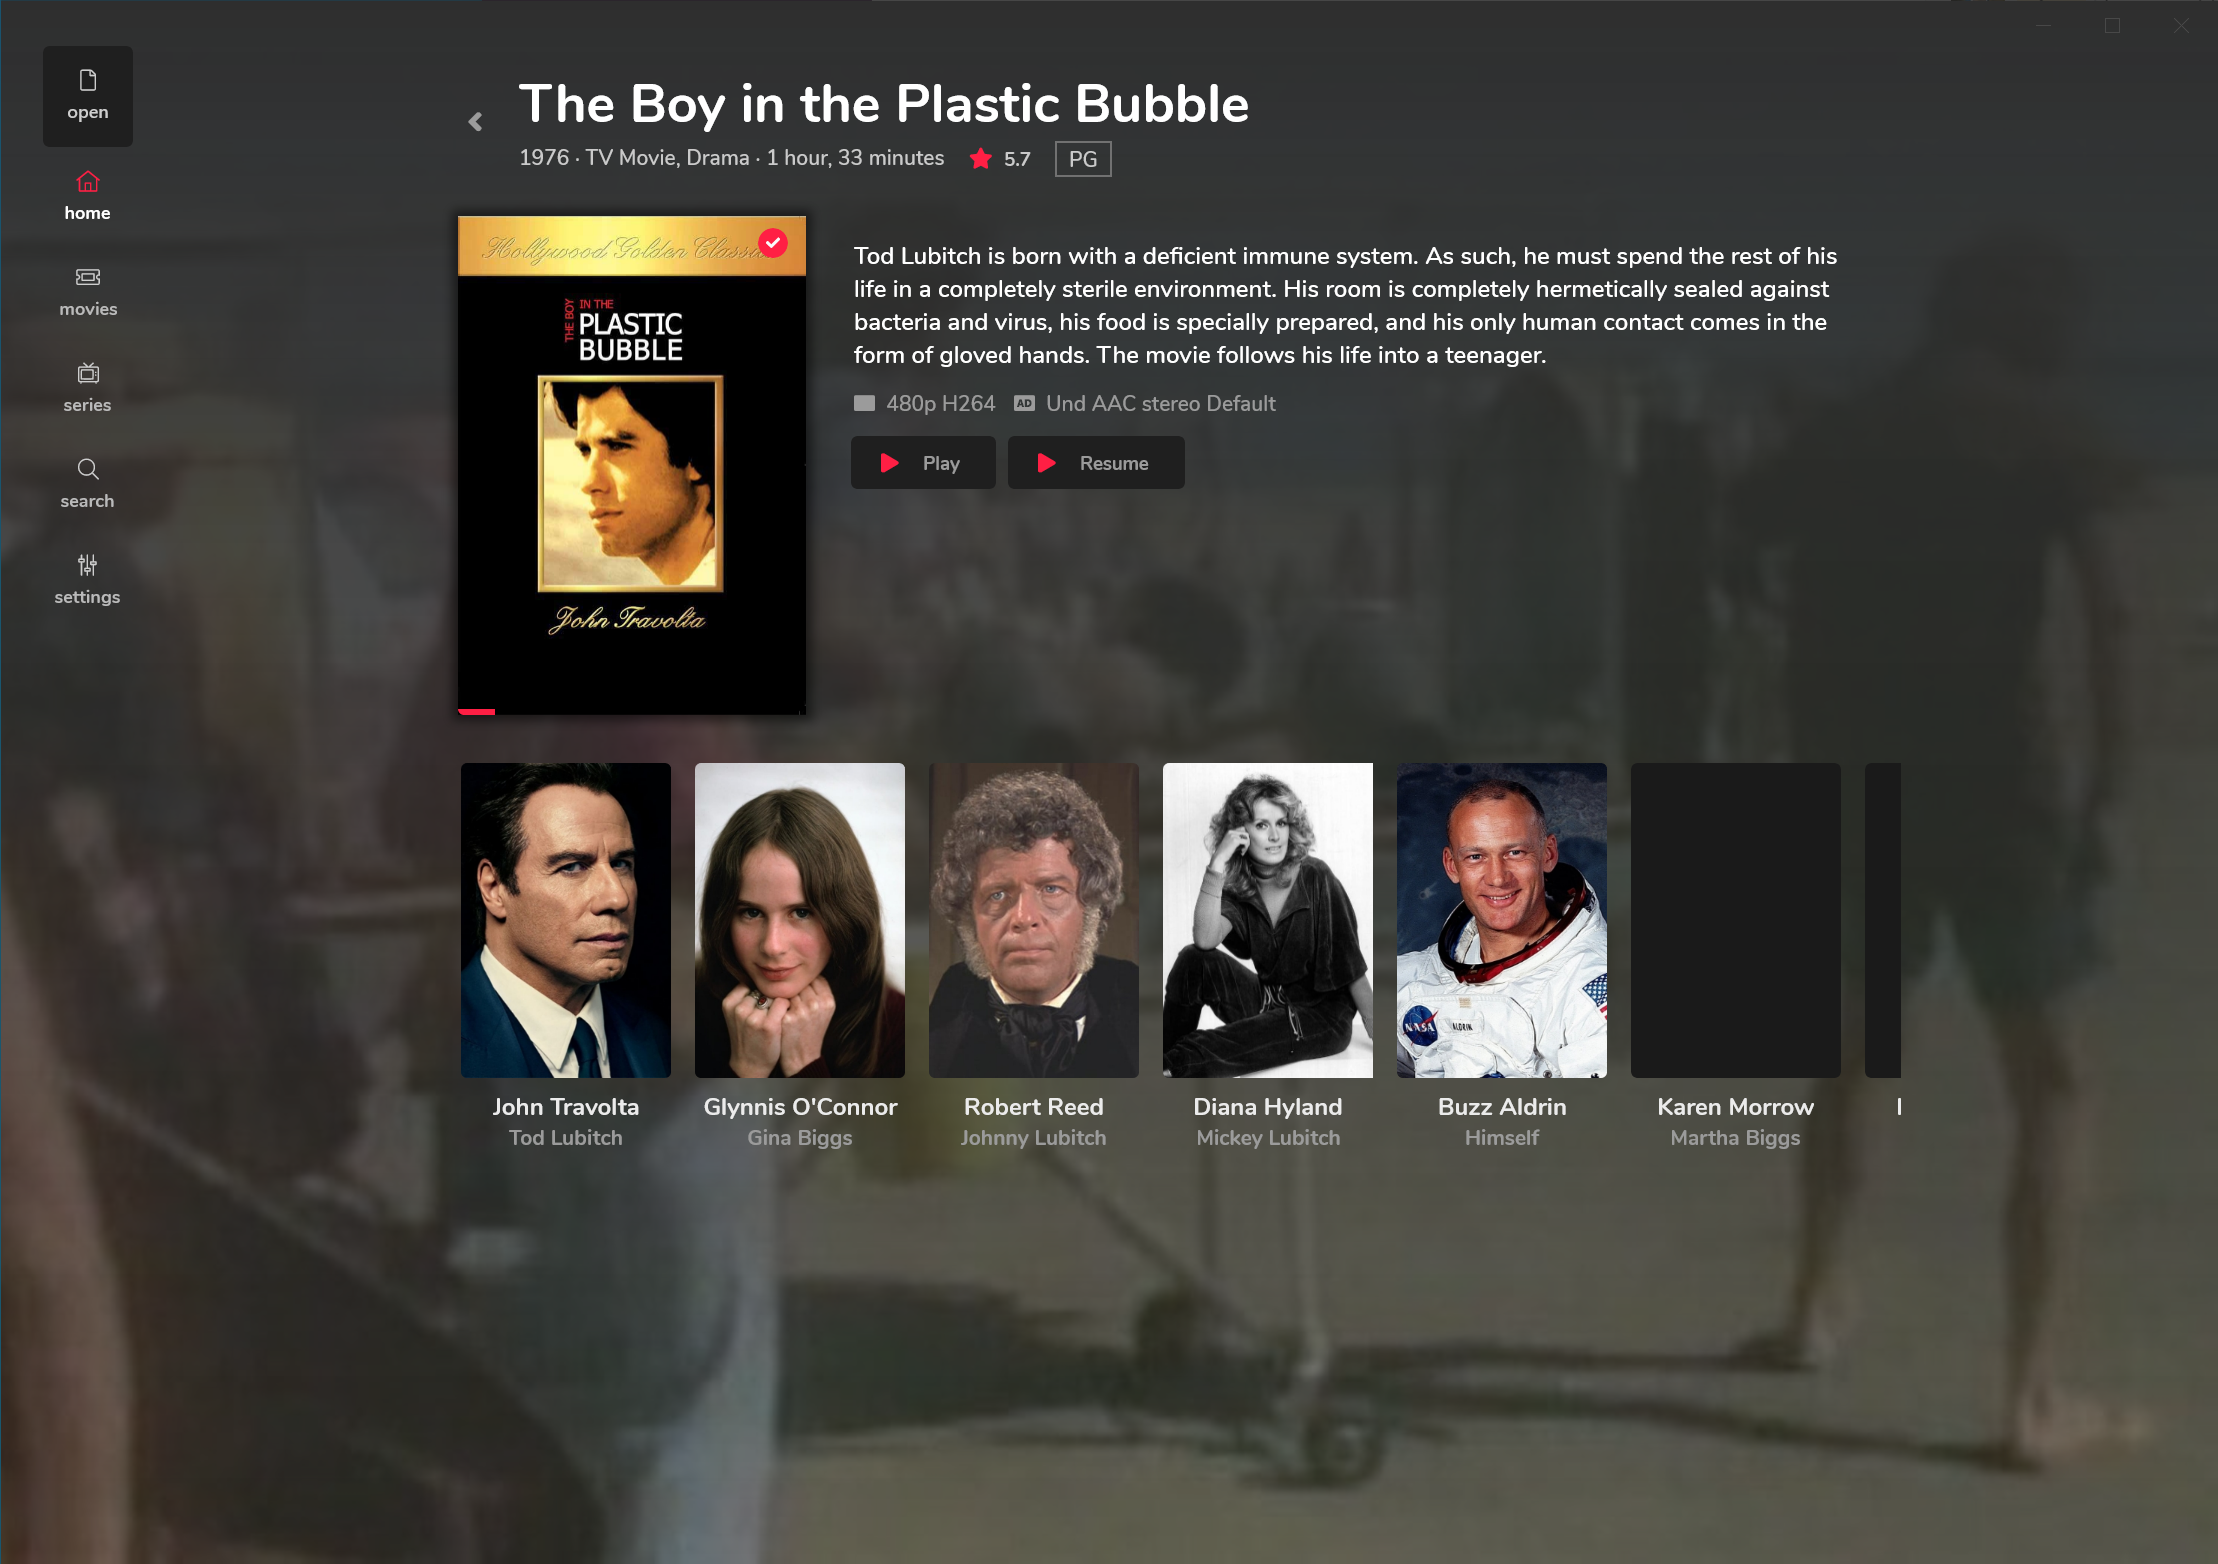 open
home
movies
series
search
settings
The Boy in the Plastic Bubble
1976 · TV Movie, Drama · 1 hour, 33 minutes 5.7 PG
Hollywood Golden Classic
THE BOY
IN THE
PLASTIC
BUBBLE
John Travolta
Tod Lubitch is born with a deficient immune system. As such, he must spend the rest of his
life in a completely sterile environment. His room is completely hermetically sealed against
bacteria and virus, his food is specially prepared, and his only human contact comes in the
form of gloved hands. The movie follows his life into a teenager.
480p H264 AD Und AAC stereo Default
Play Resume
NASA
ALDRIN
John Travolta
Tod Lubitch
Glynnis O'Connor
Gina Biggs
Robert Reed
Johnny Lubitch
Diana Hyland
Mickey Lubitch
Buzz Aldrin
Himself
Karen Morrow
Martha Biggs